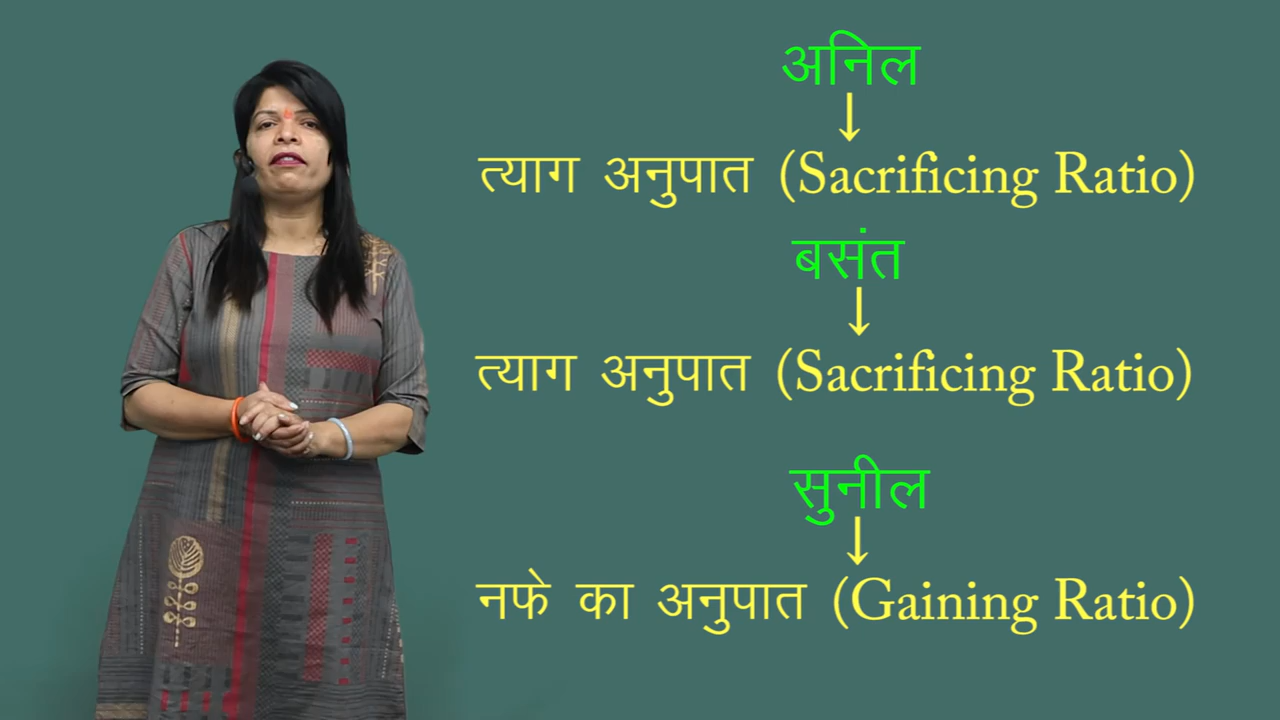 अनिल
↓
त्याग अनुपात (Sacrificing Ratio)
बसंत
↓
त्याग अनुपात (Sacrificing Ratio)
सुनील
↓
नफे का अनुपात (Gaining Ratio)